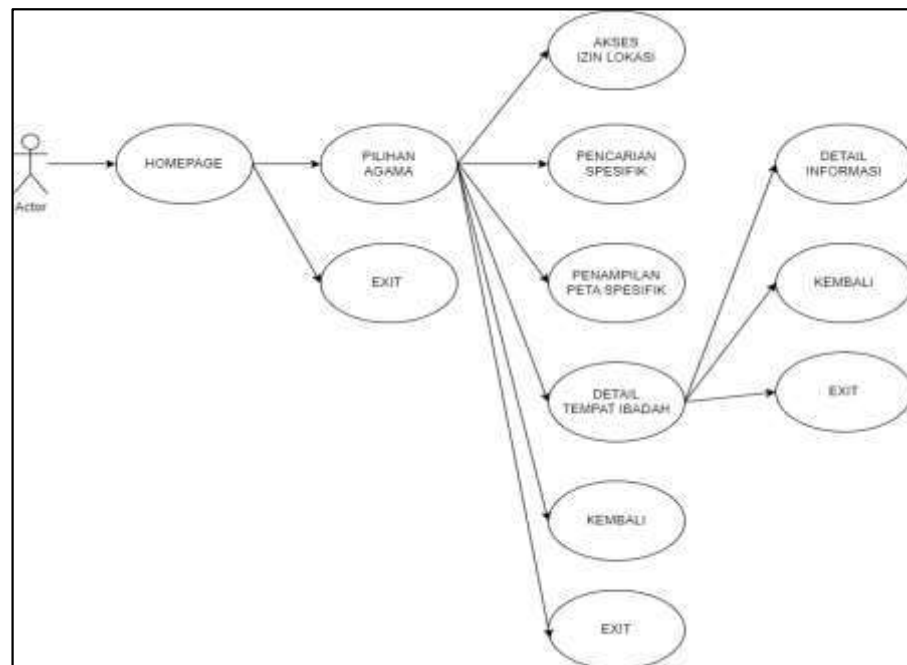 AKSES
IZIN LOKASI
Actor
HOMEPAGE
PILIHAN
AGAMA
PENCARIAN
SPESIFIK
DETAIL
INFORMASI
EXIT
PENAMPILAN
PETA SPESIFIK
KEMBALI
DETAIL
TEMPAT IBADAH
EXIT
KEMBALI
EXIT